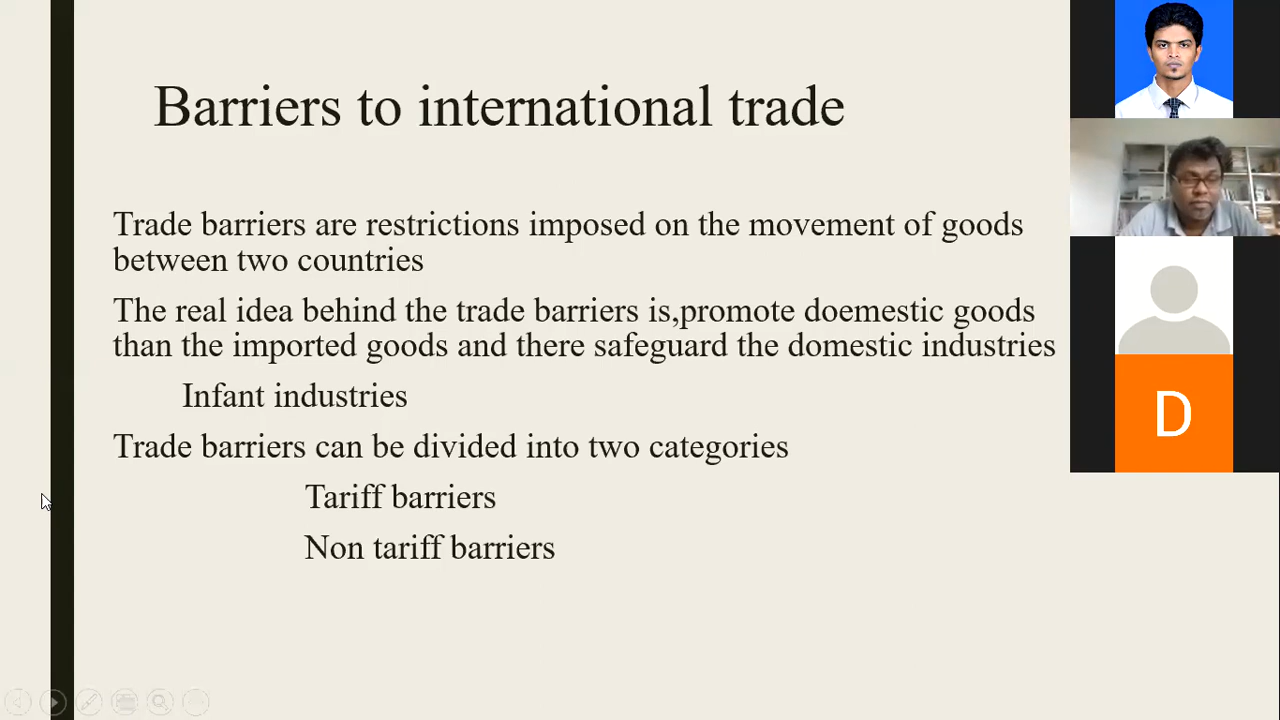 Barriers to international trade
Trade barriers are restrictions imposed on the movement of goods
between two countries
The real idea behind the trade barriers is,promote doemestic goods
than the imported goods and there safeguard the domestic industries
Infant industries
Trade barriers can be divided into two categories
Tariff barriers
Non tariff barriers
D